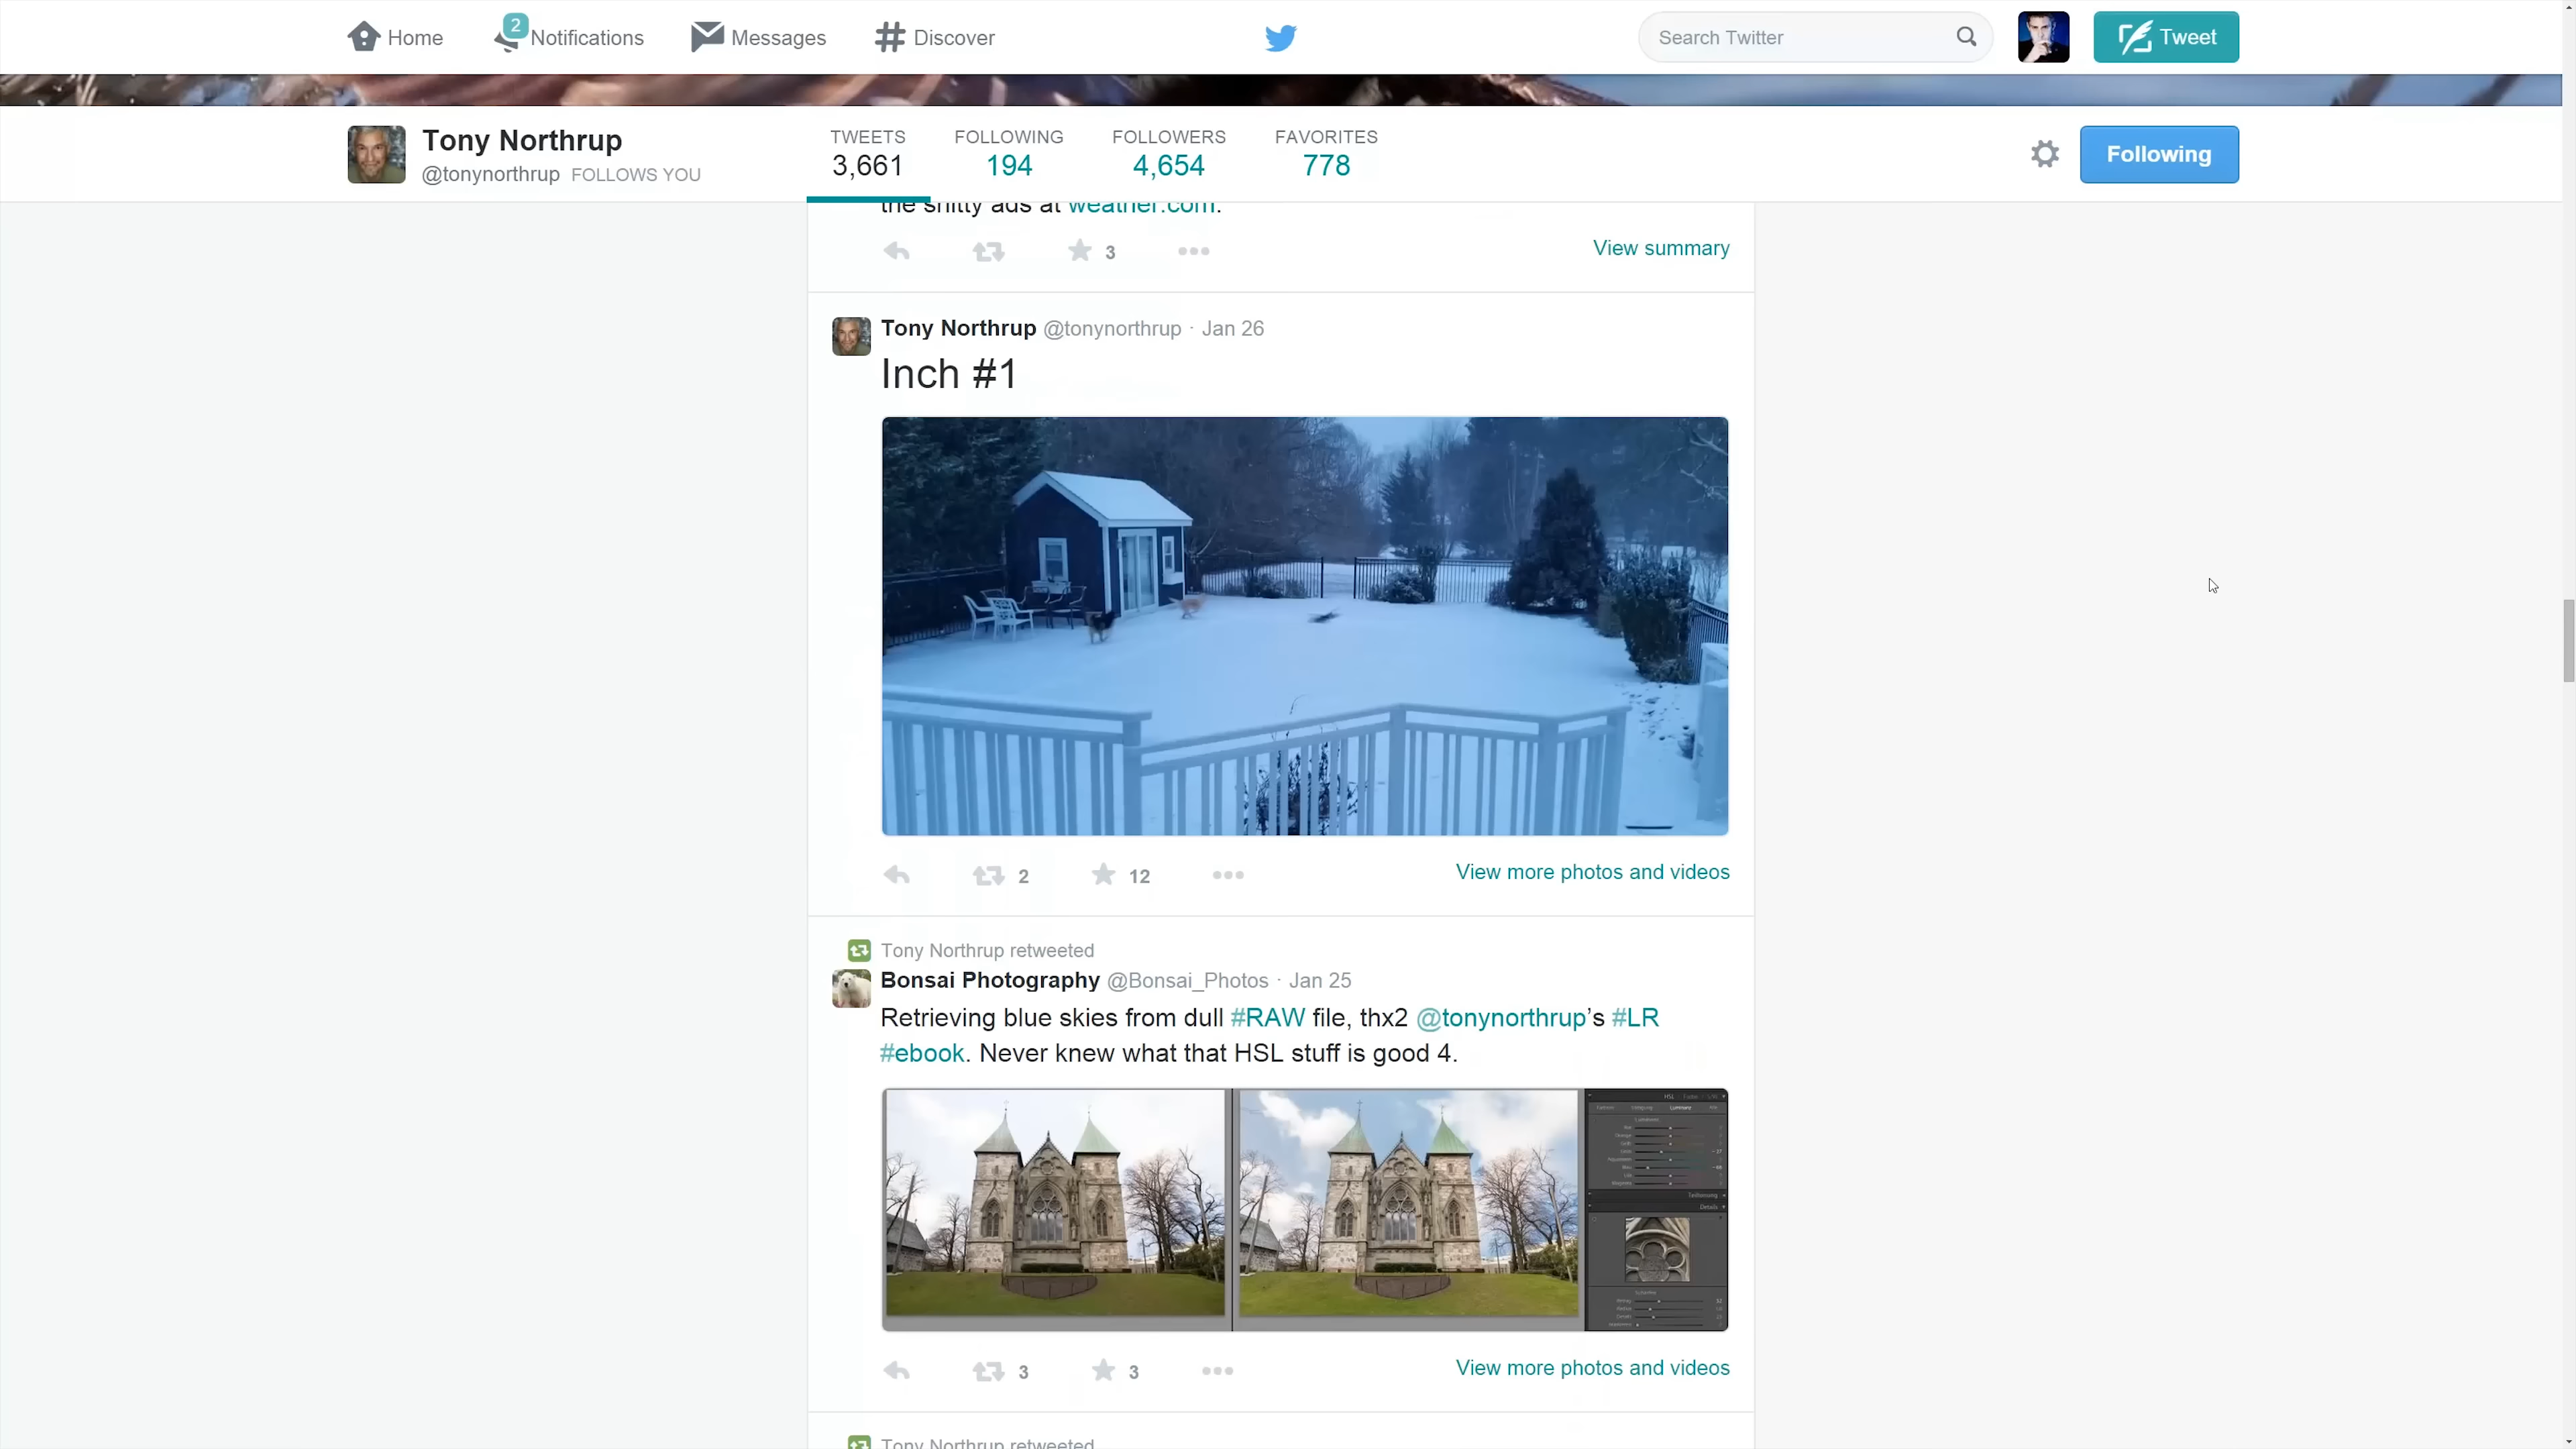 Home
2
Notifications
Messages
Discover
Search Twitter
Tweet
Tony Northrup
@tonynorthrup FOLLOWS YOU
TWEETS
3,661
FOLLOWING
194
FOLLOWERS
4,654
FAVORITES
778
Following
the shitty ads at weather.com.
3
View summary
Tony Northrup @tonynorthrup · Jan 26
Inch #1
2
12
View more photos and videos
Tony Northrup retweeted
Bonsai Photography @Bonsai_Photos · Jan 25
Retrieving blue skies from dull #RAW file, thx2 @tonynorthrup's #LR
#ebook. Never knew what that HSL stuff is good 4.
3
3
View more photos and videos
Tony Northrup retweeted